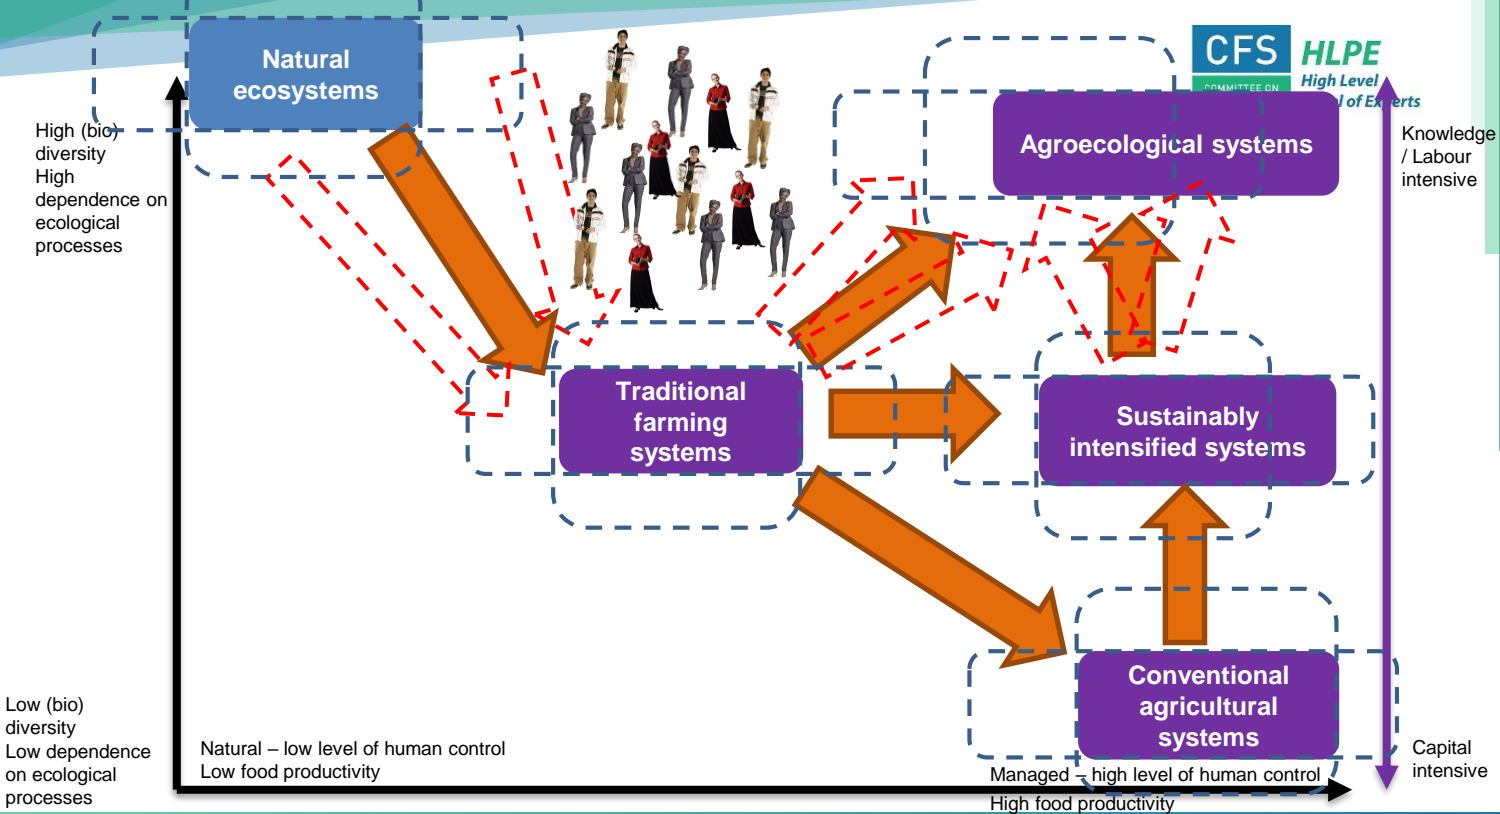 Natural
ecosystems
CFS
COMMITTEE ON
HLPE
High Level
l of Experts
High (bio)
diversity
High
dependence on
ecological
processes
Agroecological systems
Knowledge
/ Labour
intensive
Traditional
farming
systems
Sustainably
intensified systems
Conventional
agricultural
systems
Low (bio)
diversity
Low dependence
on ecological
processes
Natural – low level of human control
Low food productivity
Managed – high level of human control
High food productivity
Capital
intensive